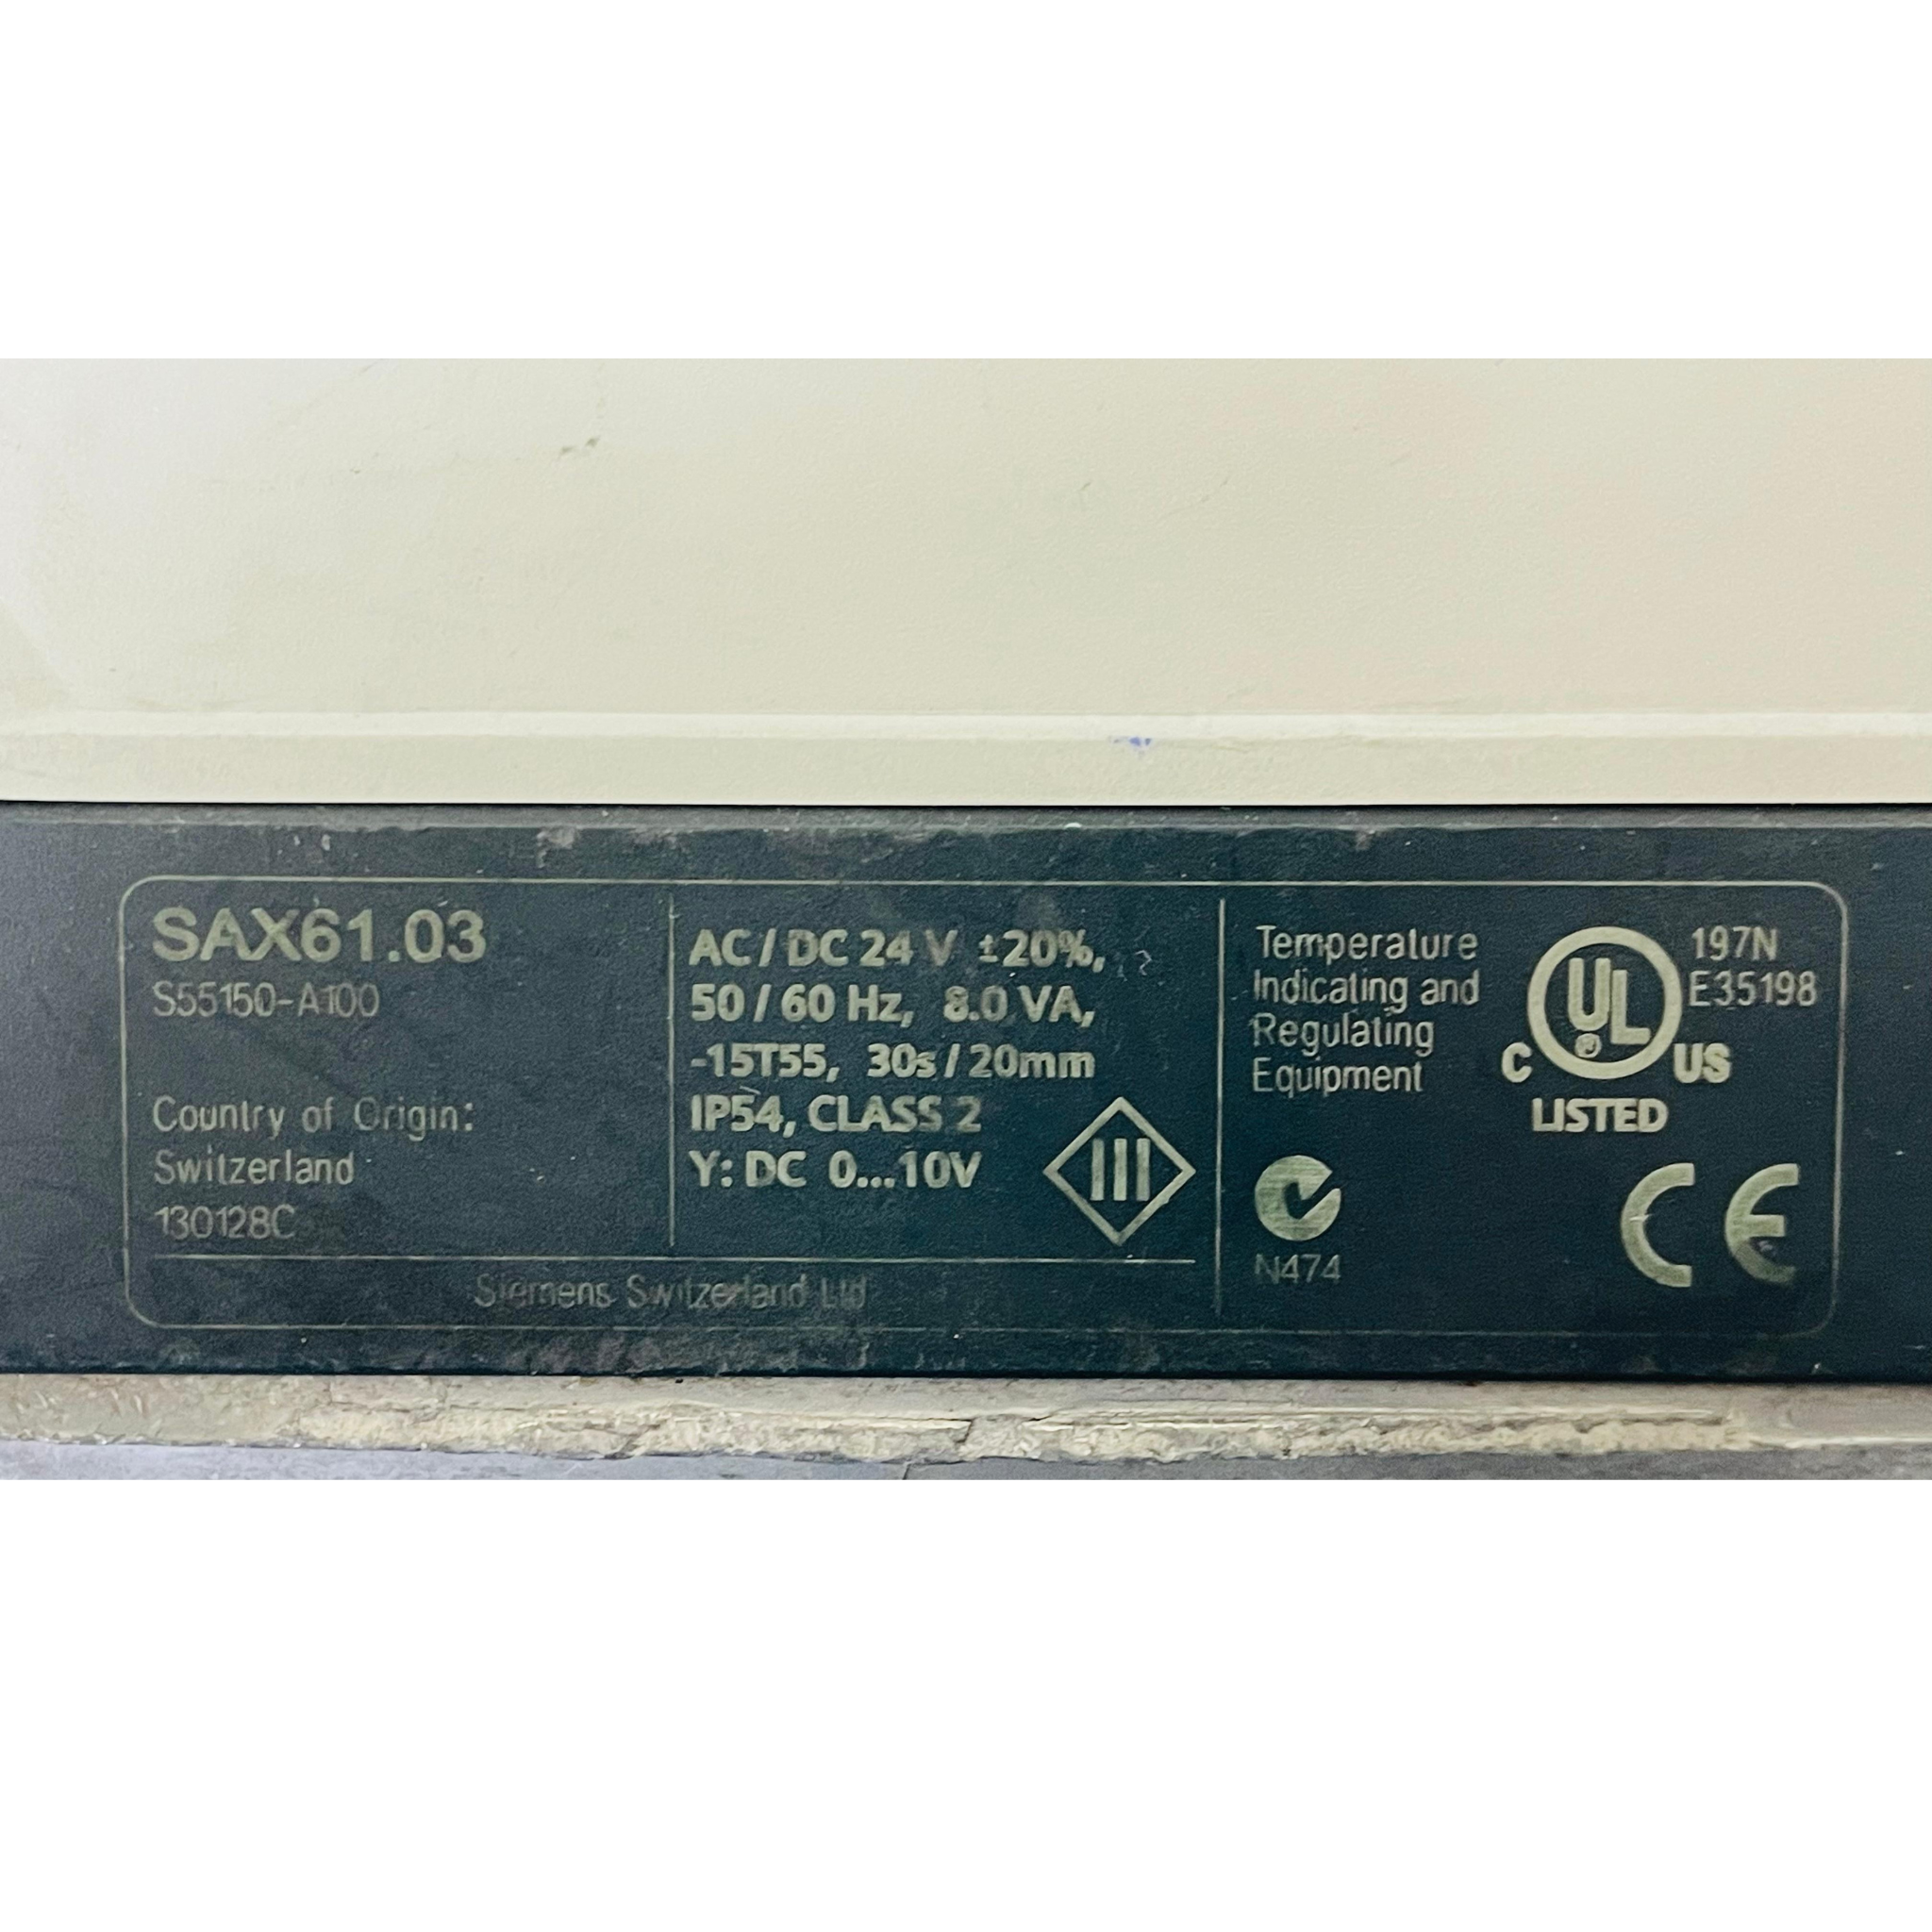 SAX61.03
S55150-A100
Country of Origin:
Switzerland
130128C
AC / DC 24 V ±20%,
50 / 60 Hz, 8.0 VA,
-15T55, 30s / 20mm
IP54, CLASS 2
Y: DC 0...10V
III
Siemens Switzerland Ltd
Temperature
Indicating and
Regulating
Equipment
C UL ® US
LISTED
197N
E35198
N474
CE